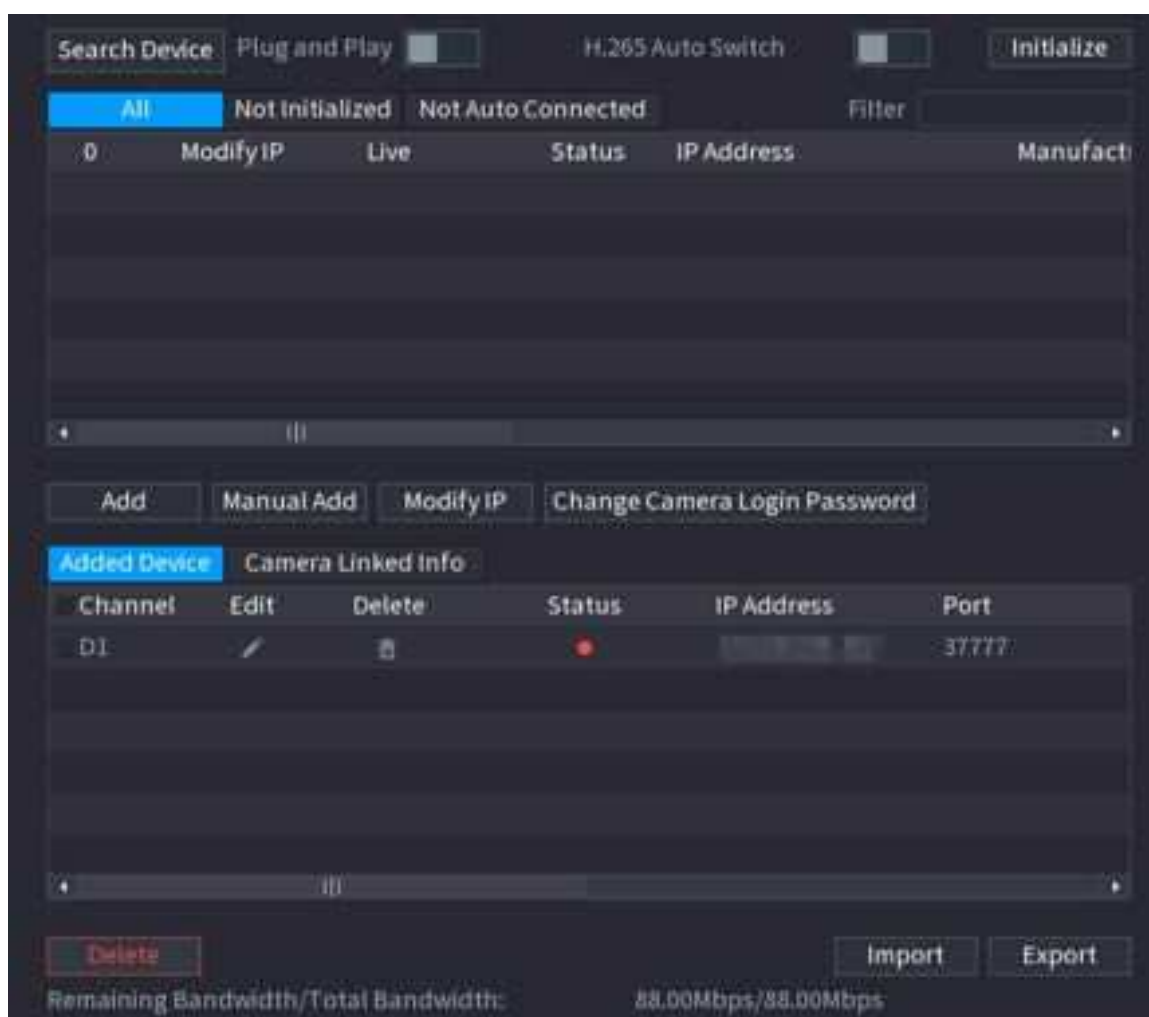 Search Device Plug and Play H.265 Auto Switch Initialize
All Not Initialized Not Auto Connected Filter
0 Modify IP Live Status IP Address Manufact
Add Manual Add Modify IP Change Camera Login Password
Added Device Camera Linked Info
Channel Edit Delete Status IP Address Port
D1 37777
Delete Import Export
Remaining Bandwidth/Total Bandwidth: 88.00Mbps/88.00Mbps